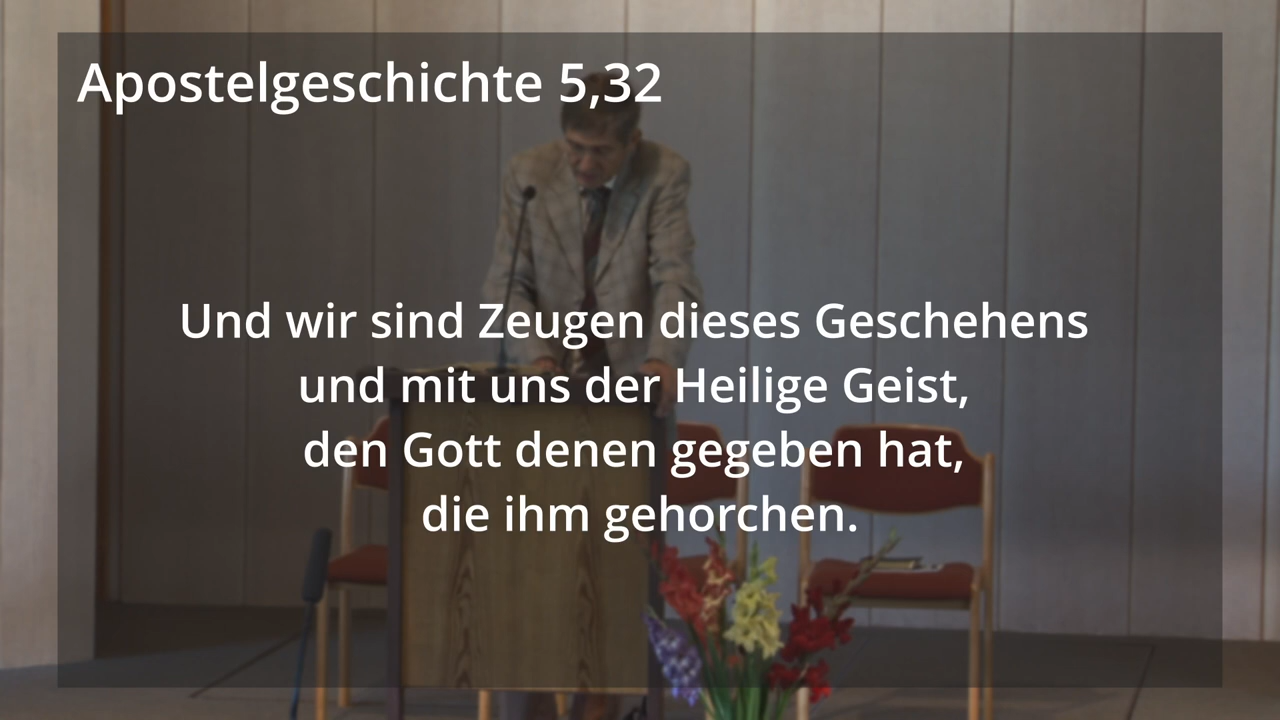 Apostelgeschichte 5,32
Und wir sind Zeugen dieses Geschehens
und mit uns der Heilige Geist,
den Gott denen gegeben hat,
die ihm gehorchen.